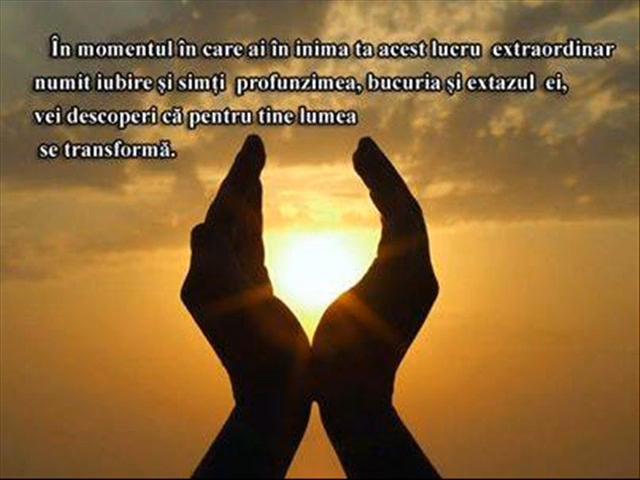 În momentul în care ai în inima ta acest lucru extraordinar
numit iubire și simți profunzimea, bucuria și extazul ei,
vei descoperi că pentru tine lumea
se transformă.